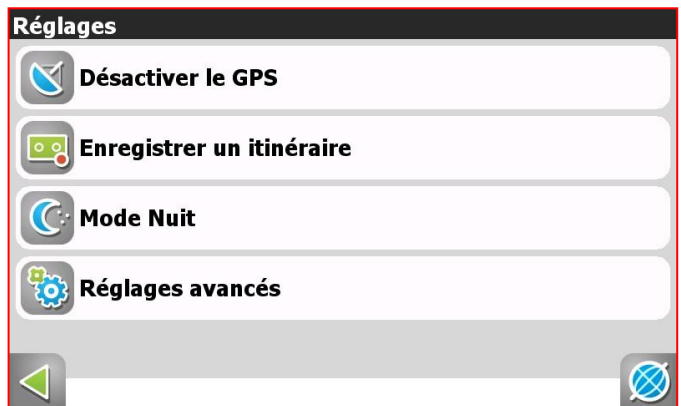 Réglages
Désactiver le GPS
Enregistrer un itinéraire
Mode Nuit
Réglages avancés